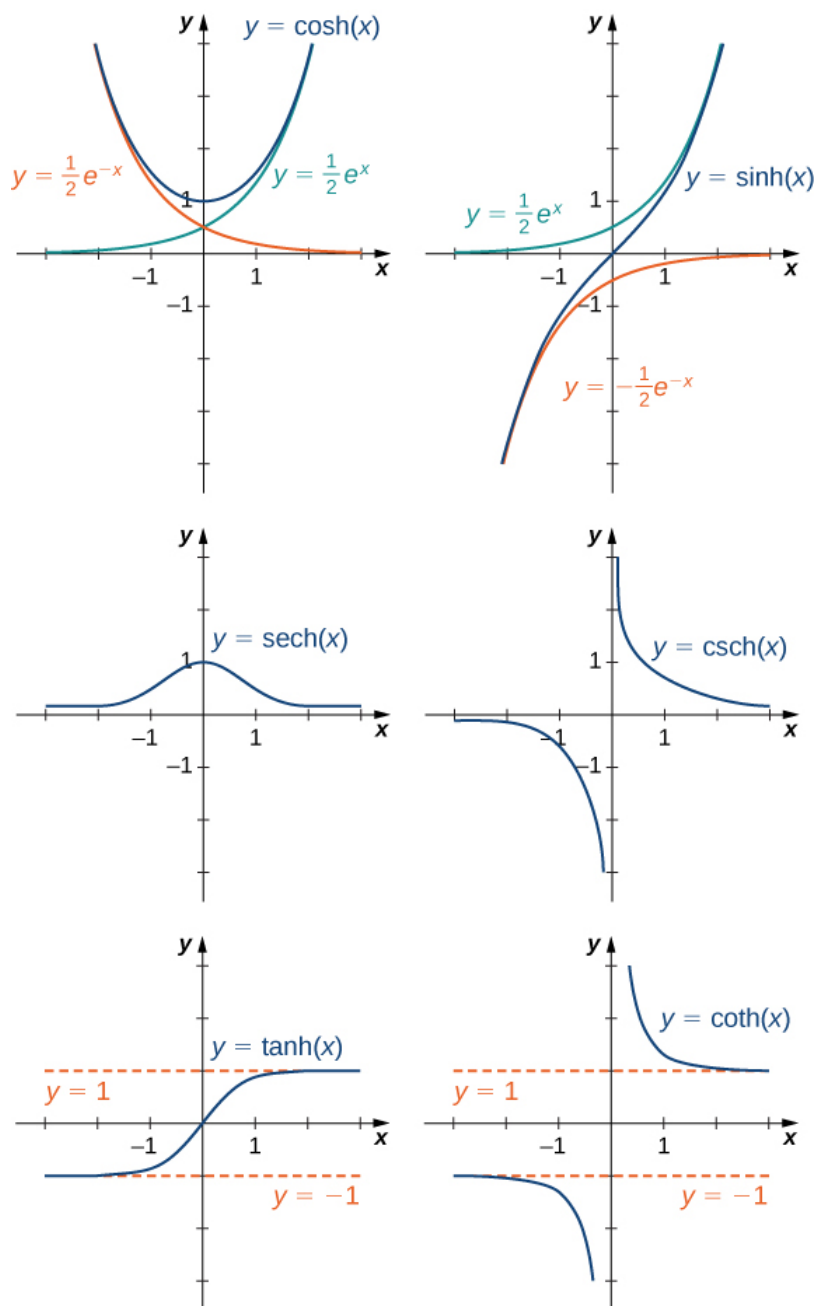 y
y = cosh(x)
y = 1/2 e^−x
y = 1/2 e^x
1
−1
1
x
−1
y
y = sinh(x)
y = 1/2 e^x
1
−1
1
x
−1
y = −1/2 e^−x
y
y = sech(x)
1
−1
1
x
−1
y
y = csch(x)
1
−1
1
x
−1
y
y = tanh(x)
y = 1
−1
1
x
y = −1
y
y = coth(x)
y = 1
−1
1
x
y = −1